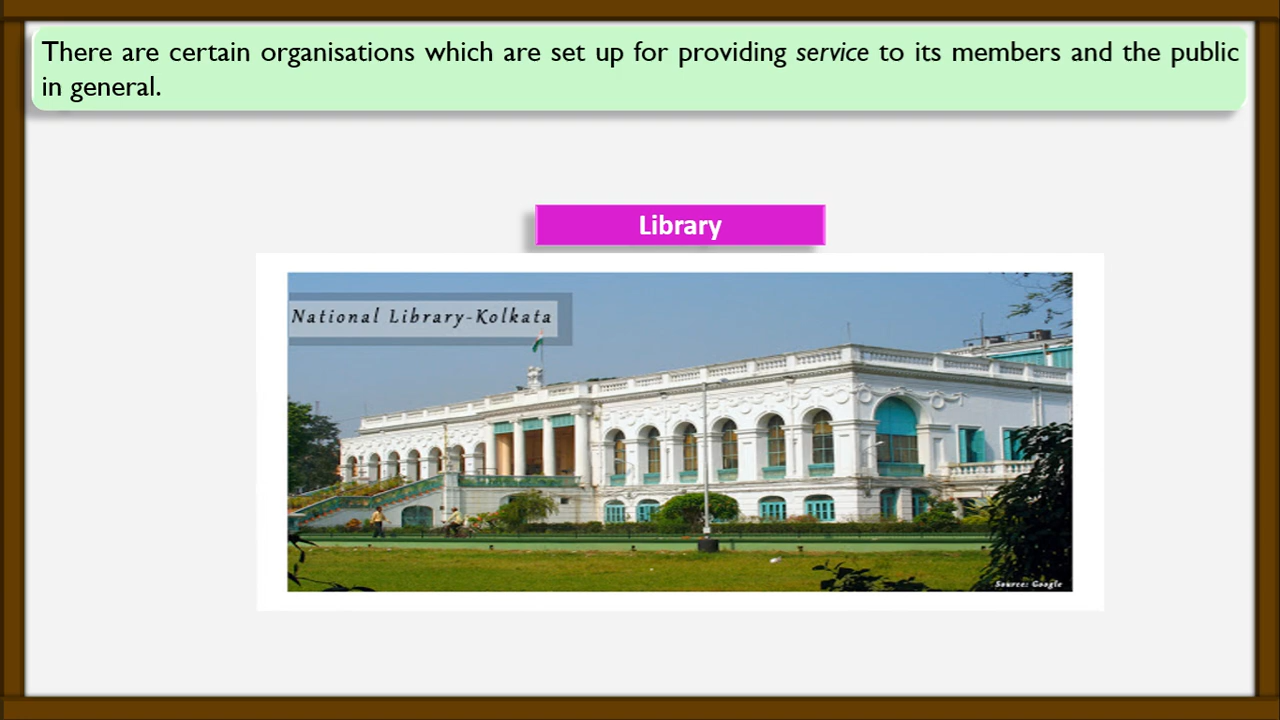 There are certain organisations which are set up for providing service to its members and the public
in general.
Library
National Library-Kolkata
Source: Google